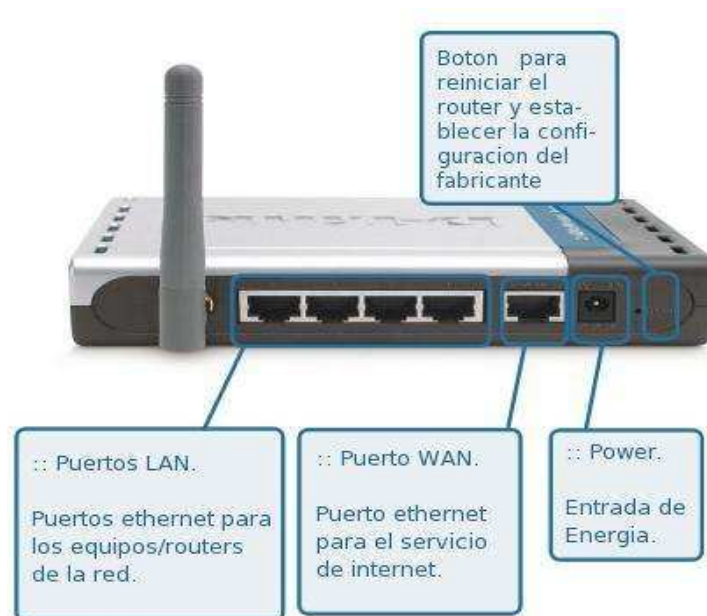 Boton para
reiniciar el
router y esta-
blecer la confi-
guracion del
fabricante
:: Puertos LAN.
Puertos ethernet para
los equipos/routers
de la red.
:: Puerto WAN.
Puerto ethernet
para el servicio
de internet.
:: Power.
Entrada de
Energia.